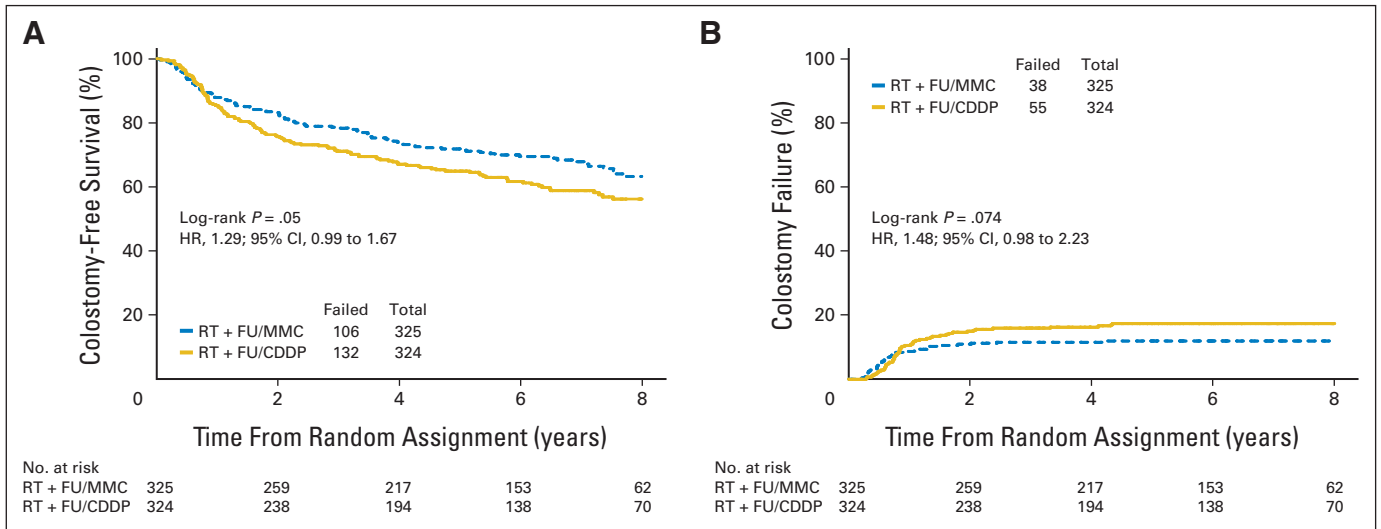 A
Colostomy-Free Survival (%)
100
80
60
40
20
0
2
4
6
8
Log-rank P = .05
HR, 1.29; 95% CI, 0.99 to 1.67
Failed Total
RT + FU/MMC 106 325
RT + FU/CDDP 132 324
Time From Random Assignment (years)
No. at risk
RT + FU/MMC 325 259 217 153 62
RT + FU/CDDP 324 238 194 138 70
B
Colostomy Failure (%)
100
80
60
40
20
0
2
4
6
8
Failed Total
RT + FU/MMC 38 325
RT + FU/CDDP 55 324
Log-rank P = .074
HR, 1.48; 95% CI, 0.98 to 2.23
Time From Random Assignment (years)
No. at risk
RT + FU/MMC 325 259 217 153 62
RT + FU/CDDP 324 238 194 138 70